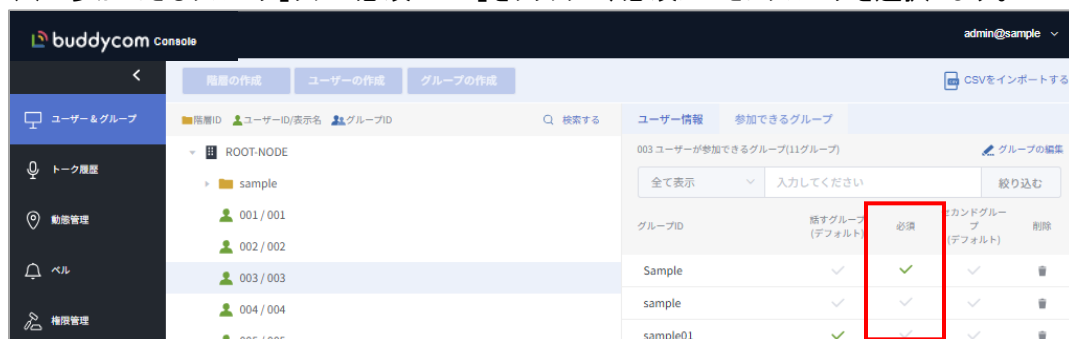 buddycom Console
admin@sample
階層の作成 ユーザーの作成 グループの作成
CSVをインポートする
ユーザー&グループ
トーク履歴
動態管理
ベル
権限管理
階層ID ユーザーID/表示名 グループID
検索する
ROOT-NODE
sample
001 / 001
002 / 002
003 / 003
004 / 004
ユーザー情報 参加できるグループ
003 ユーザーが参加できるグループ(11グループ)
グループの編集
全て表示 入力してください 絞り込む
グループID
話すグループ
(デフォルト)
必須
セカンドグルー
プ
(デフォルト)
削除
Sample
sample
sample01